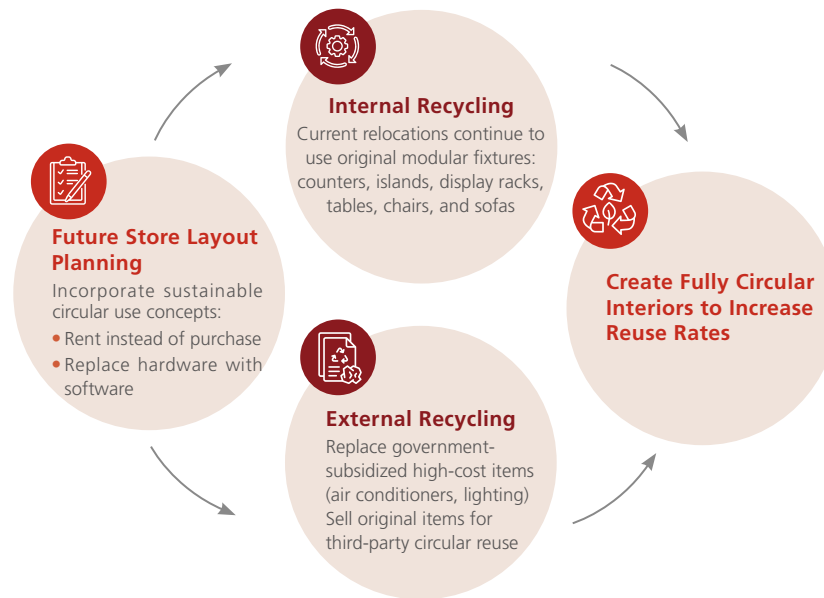 Internal Recycling
Current relocations continue to
use original modular fixtures:
counters, islands, display racks,
tables, chairs, and sofas
Future Store Layout
Planning
Incorporate sustainable
circular use concepts:
• Rent instead of purchase
• Replace hardware with
software
External Recycling
Replace government-
subsidized high-cost items
(air conditioners, lighting)
Sell original items for
third-party circular reuse
Create Fully Circular
Interiors to Increase
Reuse Rates